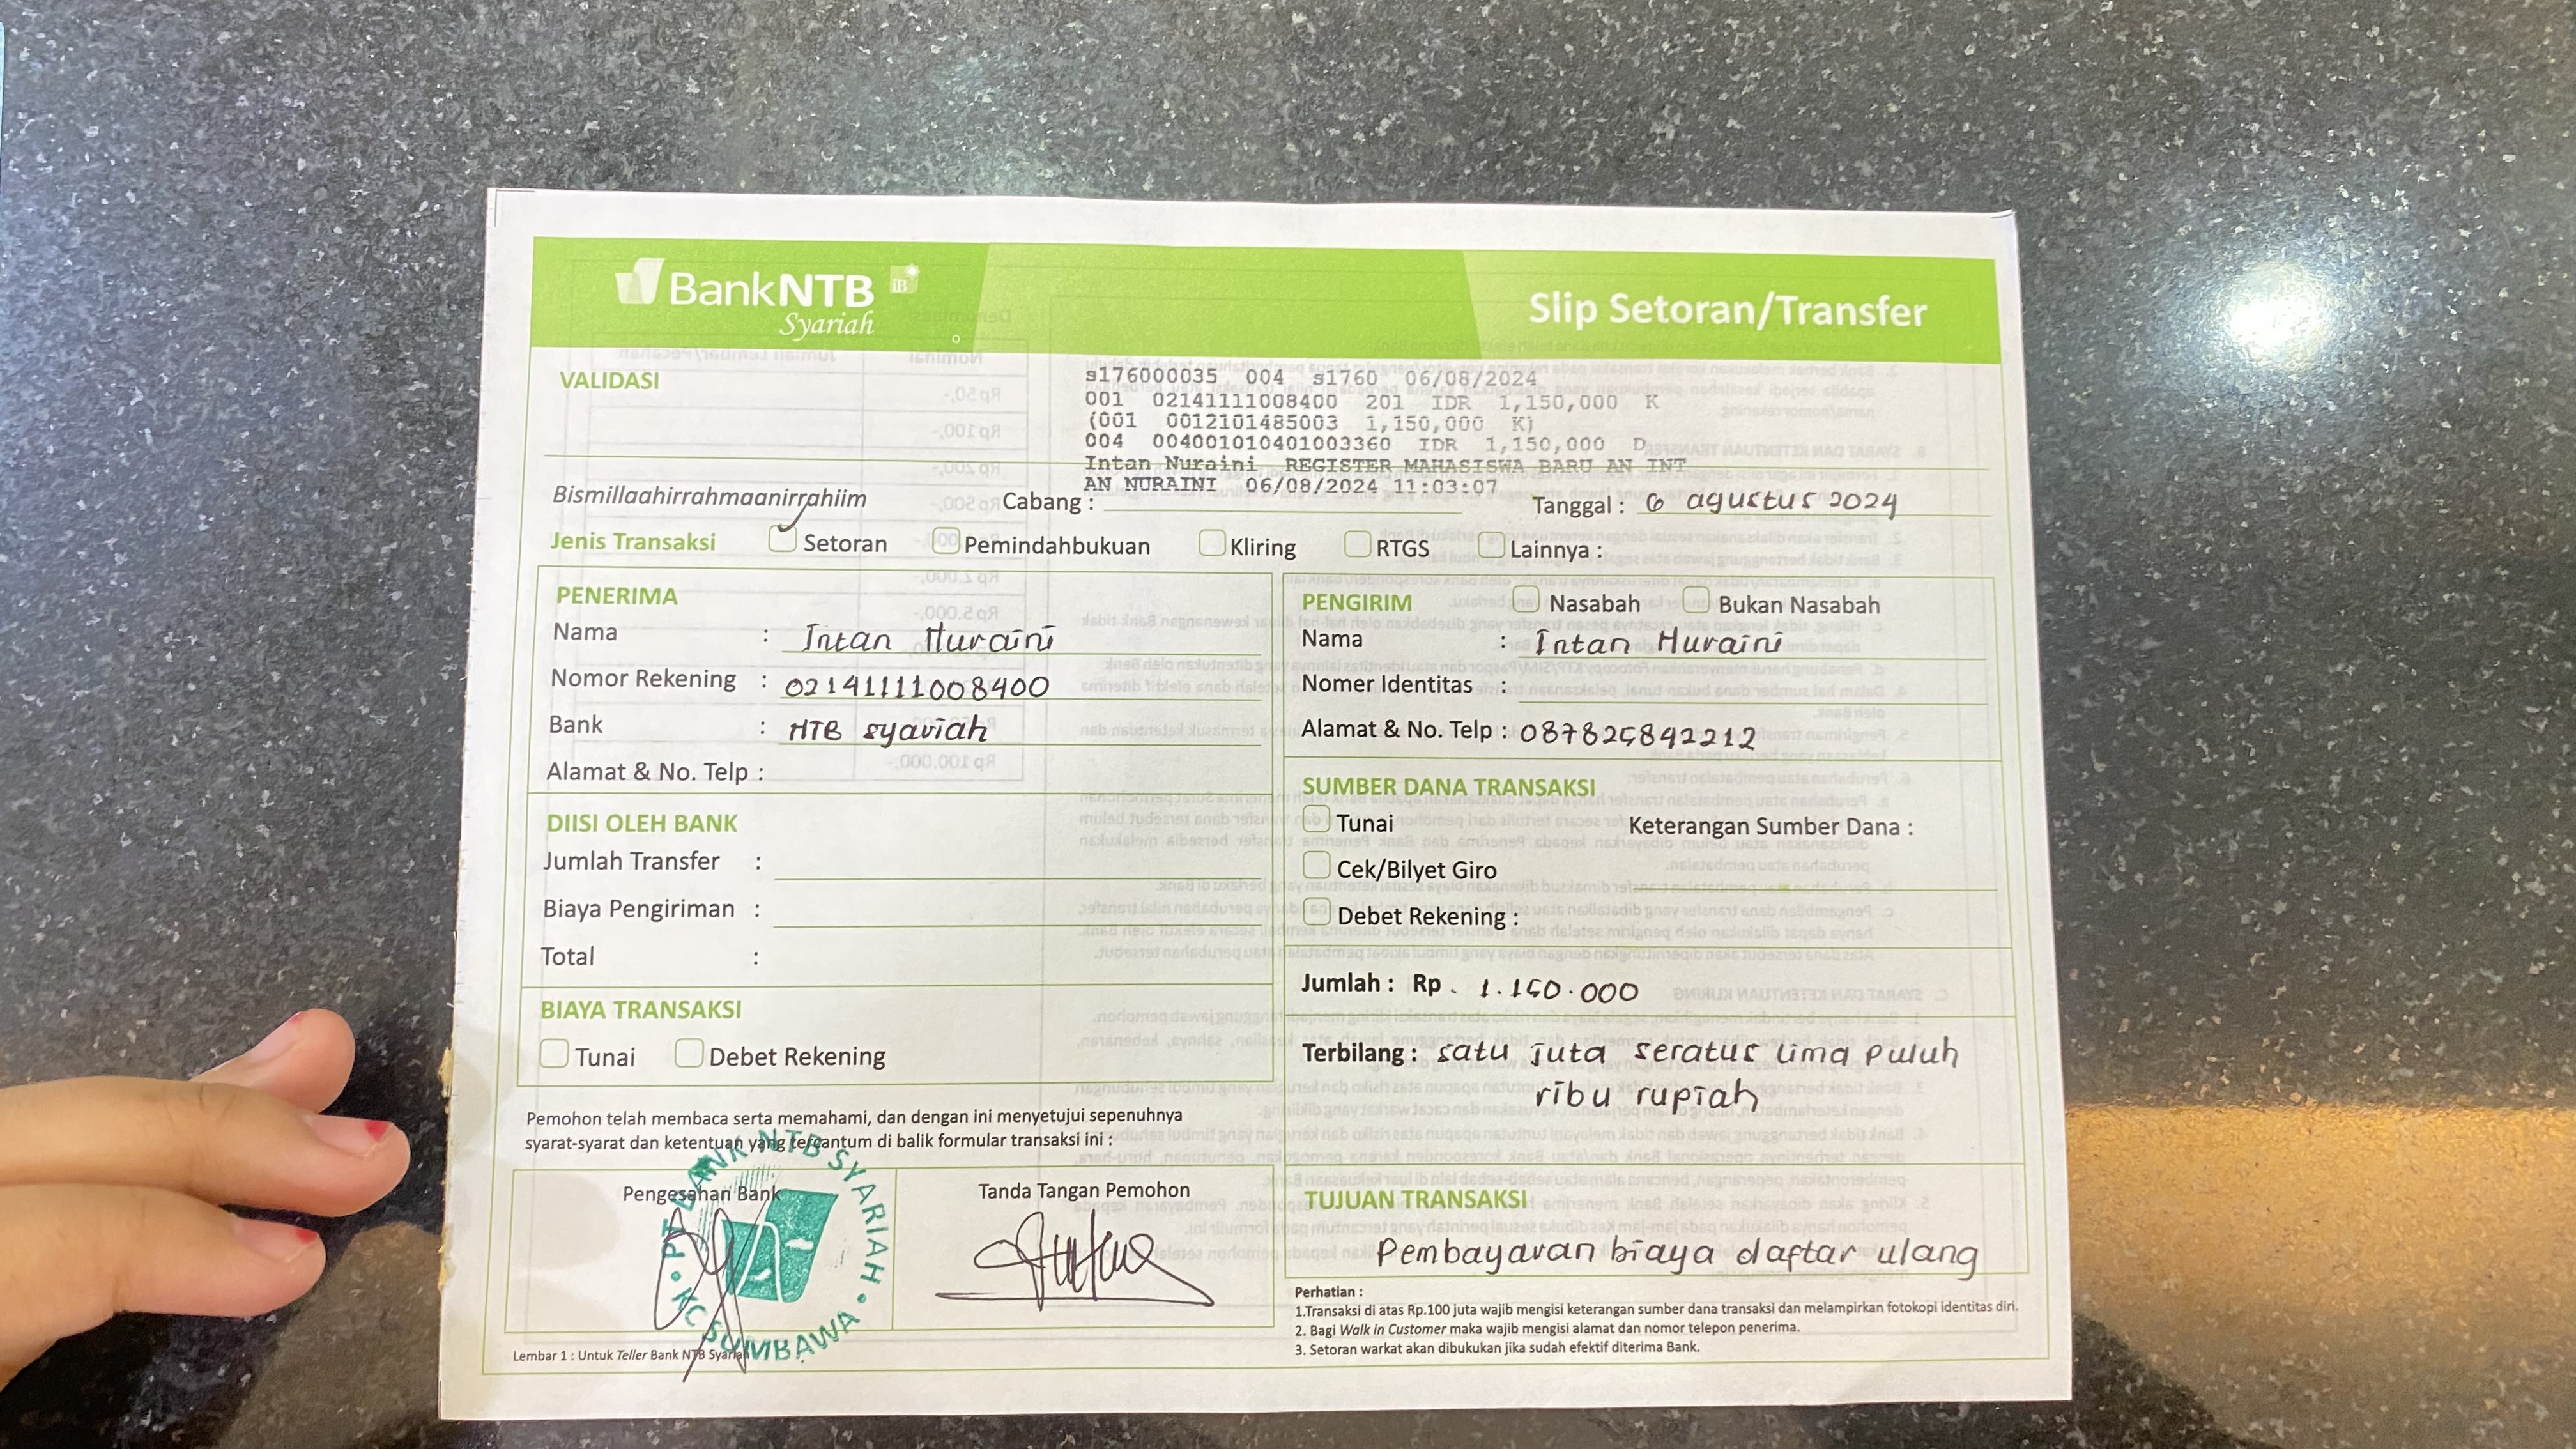 BankNTB iB
Syariah
Slip Setoran/Transfer
VALIDASI
s176000035 004 s1760 06/08/2024
001 02141111008400 201 IDR 1,150,000 K
(001 0012101485003 1,150,000 K)
004 004001010401003360 IDR 1,150,000 D
Intan Nuraini REGISTER MAHASISWA BARU AN INT
AN NURAINI 06/08/2024 11:03:07
Bismillaahirrahmaanirrahiim
Cabang :
Tanggal : 6 agustus 2024
Jenis Transaksi Setoran Pemindahbukuan Kliring RTGS Lainnya :
PENERIMA
Nama : Intan Nuraini
Nomor Rekening : 02141111008400
Bank : NTB syariah
Alamat & No. Telp :
DIISI OLEH BANK
Jumlah Transfer :
Biaya Pengiriman :
Total :
BIAYA TRANSAKSI
Tunai Debet Rekening
Pemohon telah membaca serta memahami, dan dengan ini menyetujui sepenuhnya
syarat-syarat dan ketentuan yang tercantum di balik formular transaksi ini :
Pengesahan Bank
PT BANK NTB SYARIAH
KC SUMBAWA
Tanda Tangan Pemohon
Lembar 1 : Untuk Teller Bank NTB Syariah
PENGIRIM Nasabah Bukan Nasabah
Nama : Intan Nuraini
Nomer Identitas :
Alamat & No. Telp : 087825842212
SUMBER DANA TRANSAKSI
Tunai
Keterangan Sumber Dana :
Cek/Bilyet Giro
Debet Rekening :
Jumlah : Rp . 1.150.000
Terbilang : satu juta seratus lima puluh
ribu rupiah
TUJUAN TRANSAKSI
Pembayaran biaya daftar ulang
Perhatian :
1.Transaksi di atas Rp.100 juta wajib mengisi keterangan sumber dana transaksi dan melampirkan fotokopi identitas diri.
2. Bagi Walk in Customer maka wajib mengisi alamat dan nomor telepon penerima.
3. Setoran warkat akan dibukukan jika sudah efektif diterima Bank.